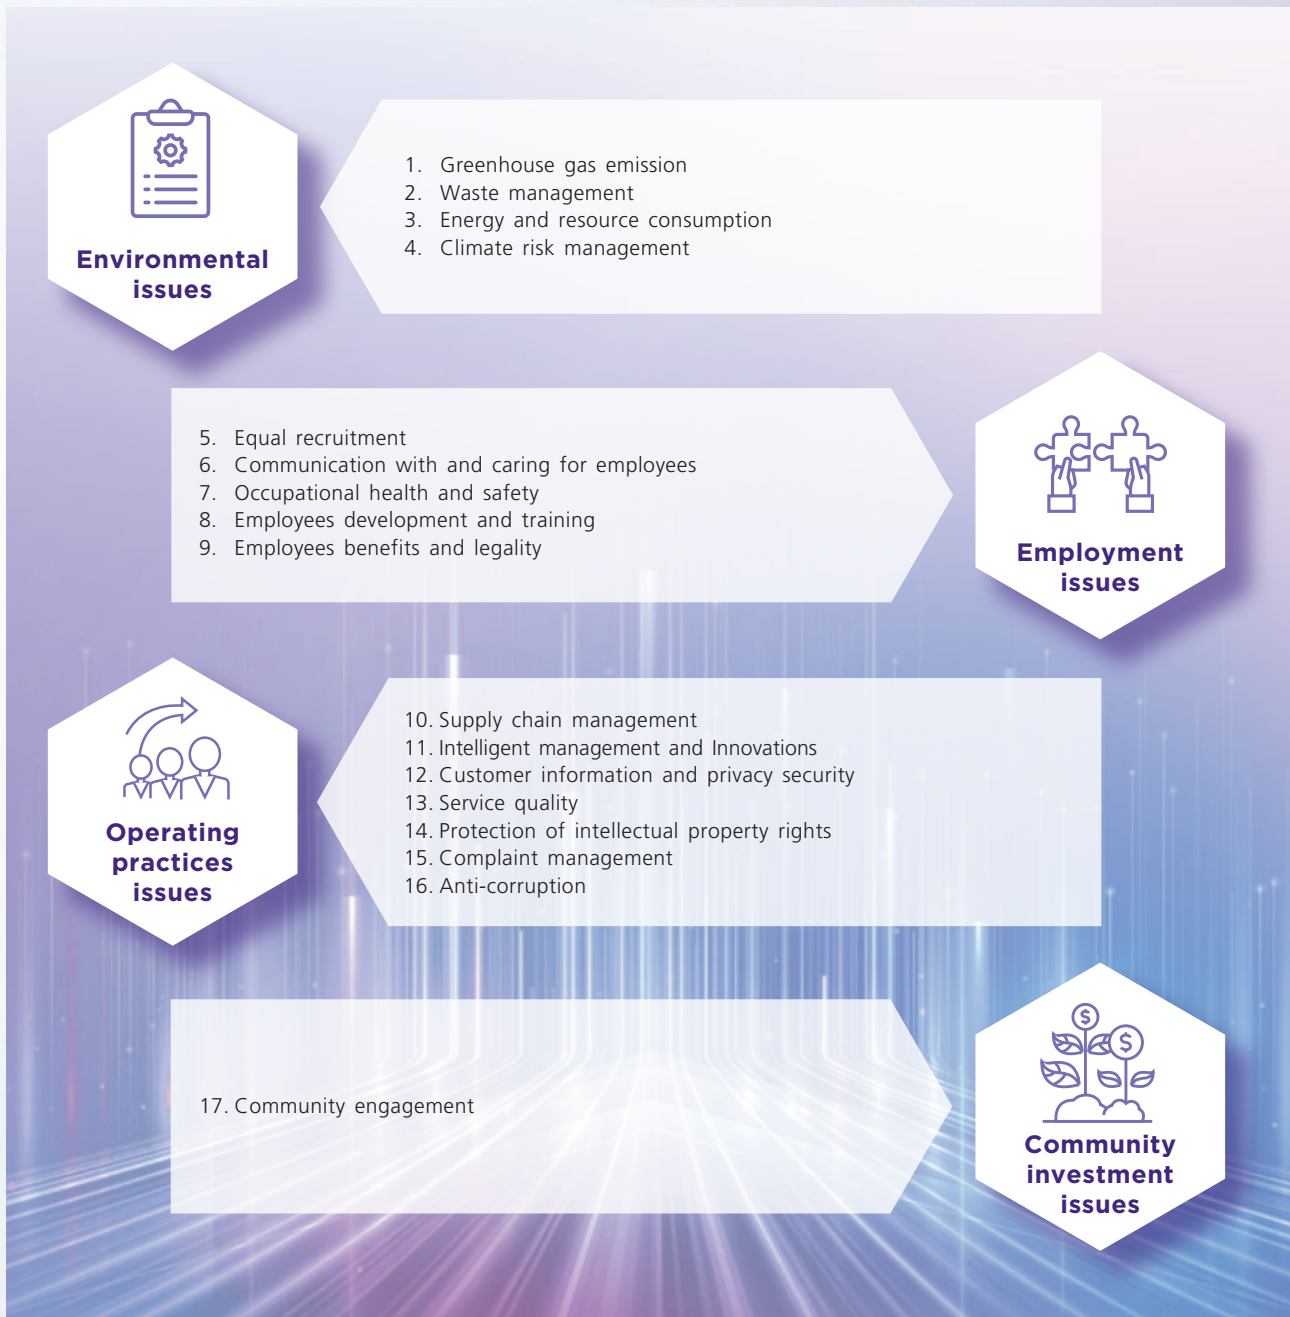 Environmental
issues
1. Greenhouse gas emission
2. Waste management
3. Energy and resource consumption
4. Climate risk management
5. Equal recruitment
6. Communication with and caring for employees
7. Occupational health and safety
8. Employees development and training
9. Employees benefits and legality
Employment
issues
Operating
practices
issues
10. Supply chain management
11. Intelligent management and Innovations
12. Customer information and privacy security
13. Service quality
14. Protection of intellectual property rights
15. Complaint management
16. Anti-corruption
17. Community engagement
$
$
Community
investment
issues